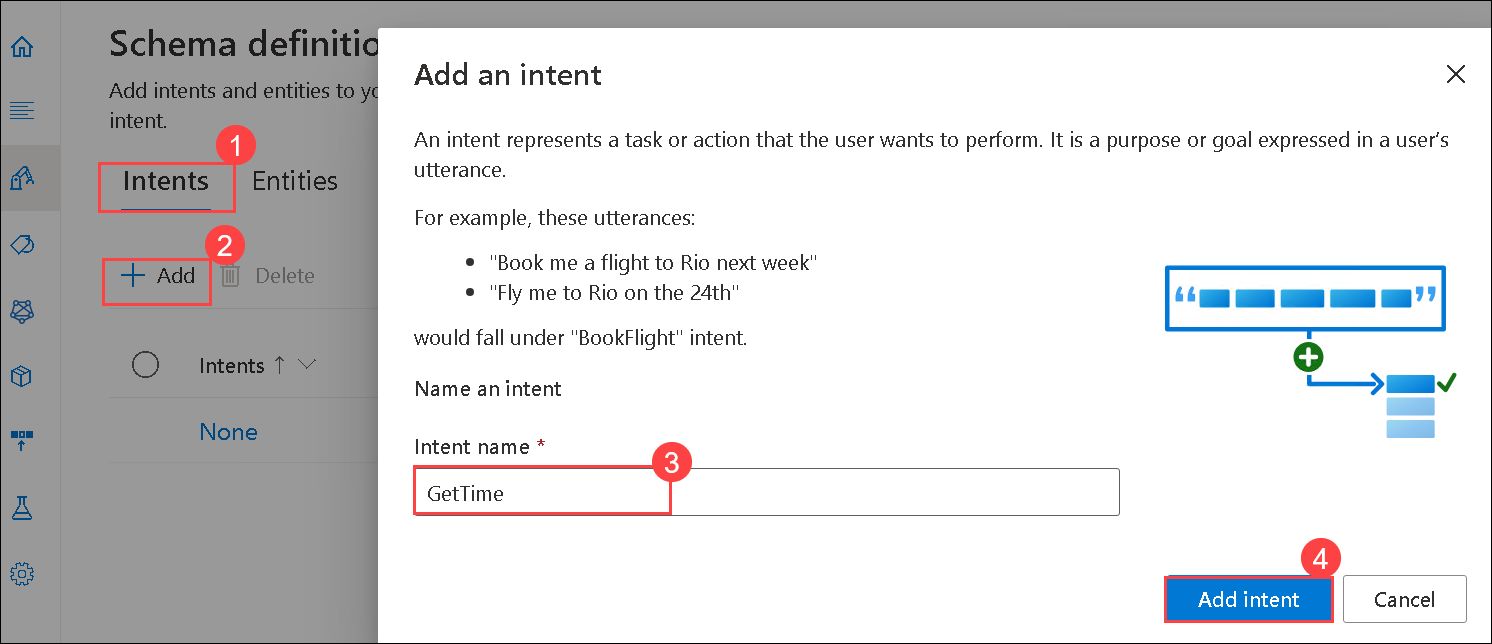 Schema definitio
Add intents and entities to yo
intent.
1
Intents
Entities
2
Add
Delete
Intents ↑
None
Add an intent
An intent represents a task or action that the user wants to perform. It is a purpose or goal expressed in a user’s
utterance.
For example, these utterances:
• "Book me a flight to Rio next week"
• "Fly me to Rio on the 24th"
would fall under "BookFlight" intent.
Name an intent
Intent name *
3
GetTime
4
Add intent
Cancel